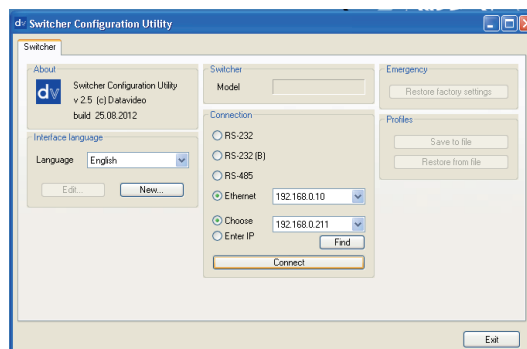 dv Switcher Configuration Utility
Switcher
About
dv
Switcher Configuration Utility
v 2.5 (c) Datavideo
build 25.08.2012
Interface language
Language English
Edit... New...
Switcher
Model
Connection
RS-232
RS-232 (B)
RS-485
Ethernet 192.168.0.10
Choose 192.168.0.211
Enter IP
Find
Connect
Emergency
Restore factory settings
Profiles
Save to file
Restore from file
Exit